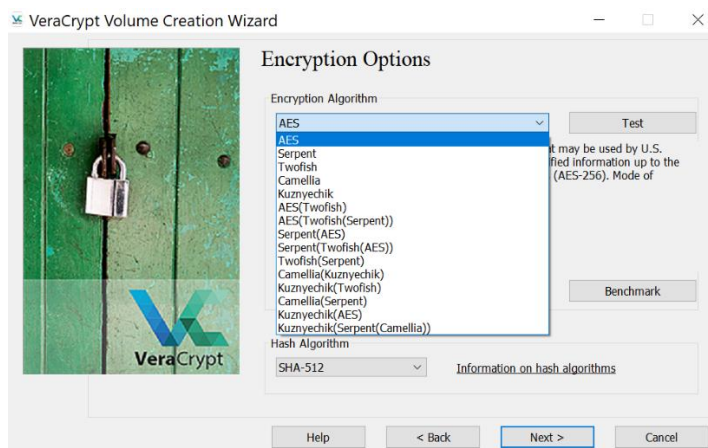 VeraCrypt Volume Creation Wizard
Encryption Options
Encryption Algorithm
AES
Test
AES
Serpent
Twofish
Camellia
Kuznyechik
AES(Twofish)
AES(Twofish(Serpent))
Serpent(AES)
Serpent(Twofish(AES))
Twofish(Serpent)
Camellia(Kuznyechik)
Kuznyechik(Twofish)
Camellia(Serpent)
Kuznyechik(AES)
Kuznyechik(Serpent(Camellia))
may be used by U.S.
information up to the
(AES-256). Mode of
Benchmark
VeraCrypt
Hash Algorithm
SHA-512
Information on hash algorithms
Help
< Back
Next >
Cancel